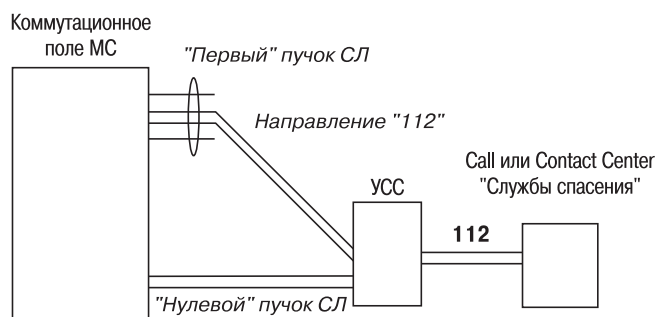 Коммутационное
поле МС
"Первый" пучок СЛ
Направление "112"
Call или Contact Center
"Службы спасения"
УСС
112
"Нулевой" пучок СЛ